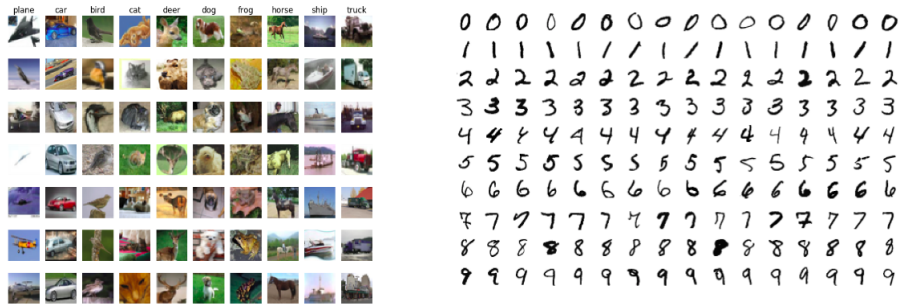 plane car bird cat deer dog frog horse ship truck
0 0 0 0 0 0 0 0 0 0 0 0 0 0 0 0
1 1 1 1 1 1 1 1 1 1 1 1 1 1 1 1
2 2 2 2 2 2 2 2 2 2 2 2 2 2 2 2
3 3 3 3 3 3 3 3 3 3 3 3 3 3 3 3
4 4 4 4 4 4 4 4 4 4 4 4 4 4 4 4
5 5 5 5 5 5 5 5 5 5 5 5 5 5 5 5
6 6 6 6 6 6 6 6 6 6 6 6 6 6 6 6
7 7 7 7 7 7 7 7 7 7 7 7 7 7 7 7
8 8 8 8 8 8 8 8 8 8 8 8 8 8 8 8
9 9 9 9 9 9 9 9 9 9 9 9 9 9 9 9